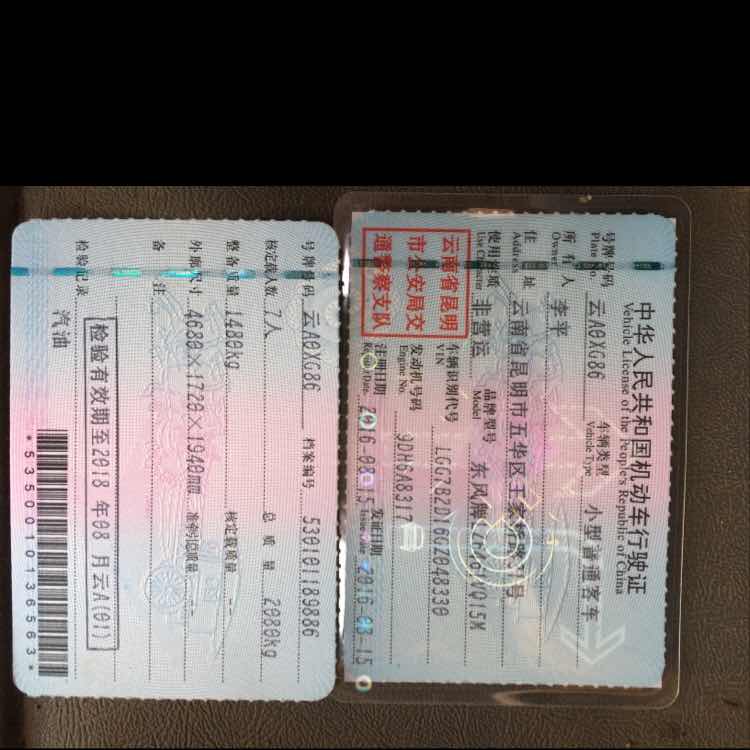 中华人民共和国机动车行驶证
Vehicle License of the People's Republic of China
号牌号码 云A0XG86 车辆类型 小型普通客车
Plate No. Vehicle Type
所有人 李平
Owner
住址 云南省昆明市五华区王家
Address
使用性质 非营运 品牌型号 东风牌
Use Character Model
云南省昆明
市公安局交
通警察支队
车辆识别代号
VIN
发动机号码 9DH6A8317
Engine No.
注册日期 2016-08-15 发证日期 2016-08-15
Register Date Issue Date
号牌号码 云A0XG86 档案编号 530101189886
核定载人数 7人 总质量 2080kg
整备质量 1480kg 核定载质量 --
外廓尺寸 4680×1720×1940mm 准牵引总质量 --
备注
检验有效期至2018年08月云A(01)
检验记录
汽油
*5350010136563*